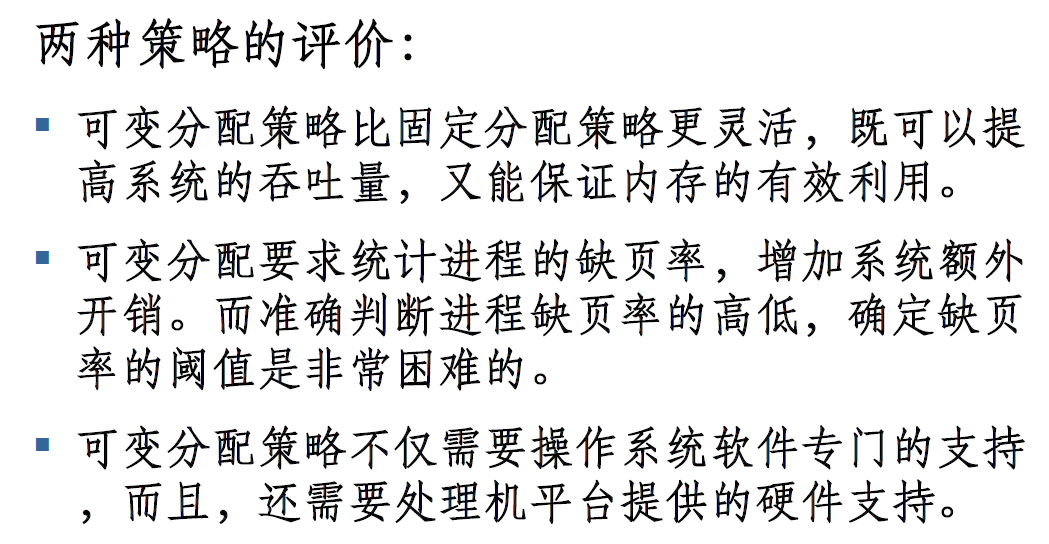 两种策略的评价：
▪ 可变分配策略比固定分配策略更灵活，既可以提
高系统的吞吐量，又能保证内存的有效利用。
▪ 可变分配要求统计进程的缺页率，增加系统额外
开销。而准确判断进程缺页率的高低，确定缺页
率的阈值是非常困难的。
▪ 可变分配策略不仅需要操作系统软件专门的支持
，而且，还需要处理机平台提供的硬件支持。